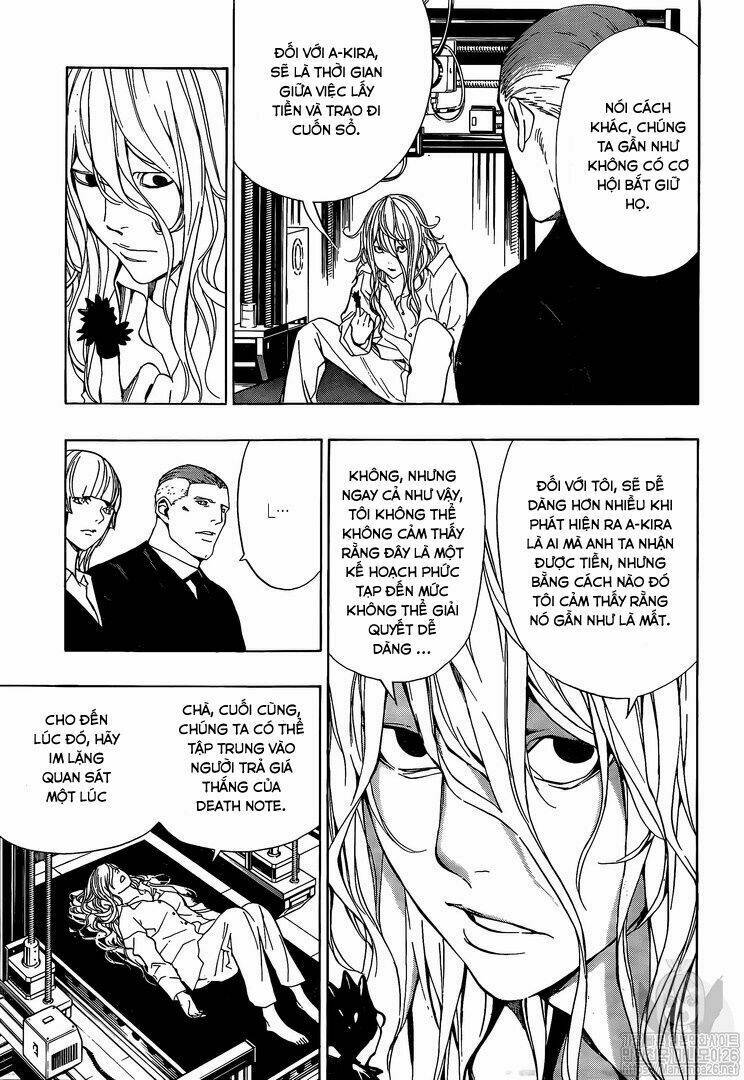 NÓI CÁCH
KHÁC, CHÚNG
TA GẦN NHƯ
KHÔNG CÓ CƠ
HỘI BẮT GIỮ
HỌ.
ĐỐI VỚI A-KIRA,
SẼ LÀ THỜI GIAN
GIỮA VIỆC LẤY
TIỀN VÀ TRAO ĐI
CUỐN SỔ.
ĐỐI VỚI TÔI, SẼ DỄ
DÀNG HƠN NHIỀU KHI
PHÁT HIỆN RA A-KIRA
LÀ AI MÀ ANH TA NHẬN
ĐƯỢC TIỀN, NHƯNG
BẰNG CÁCH NÀO ĐÓ
TÔI CẢM THẤY RẰNG
NÓ GẦN NHƯ LÀ MẤT.
KHÔNG, NHƯNG
NGAY CẢ NHƯ VẬY,
TÔI KHÔNG THỂ
KHÔNG CẢM THẤY
RẰNG ĐÂY LÀ MỘT
KẾ HOẠCH PHỨC
TẠP ĐẾN MỨC
KHÔNG THỂ GIẢI
QUYẾT DỄ
DÀNG ...
L...
CHÀ, CUỐI CÙNG,
CHÚNG TA CÓ THỂ
TẬP TRUNG VÀO
NGƯỜI TRẢ GIÁ
THẮNG CỦA
DEATH NOTE.
CHO ĐẾN
LÚC ĐÓ, HÃY
IM LẶNG
QUAN SÁT
MỘT LÚC